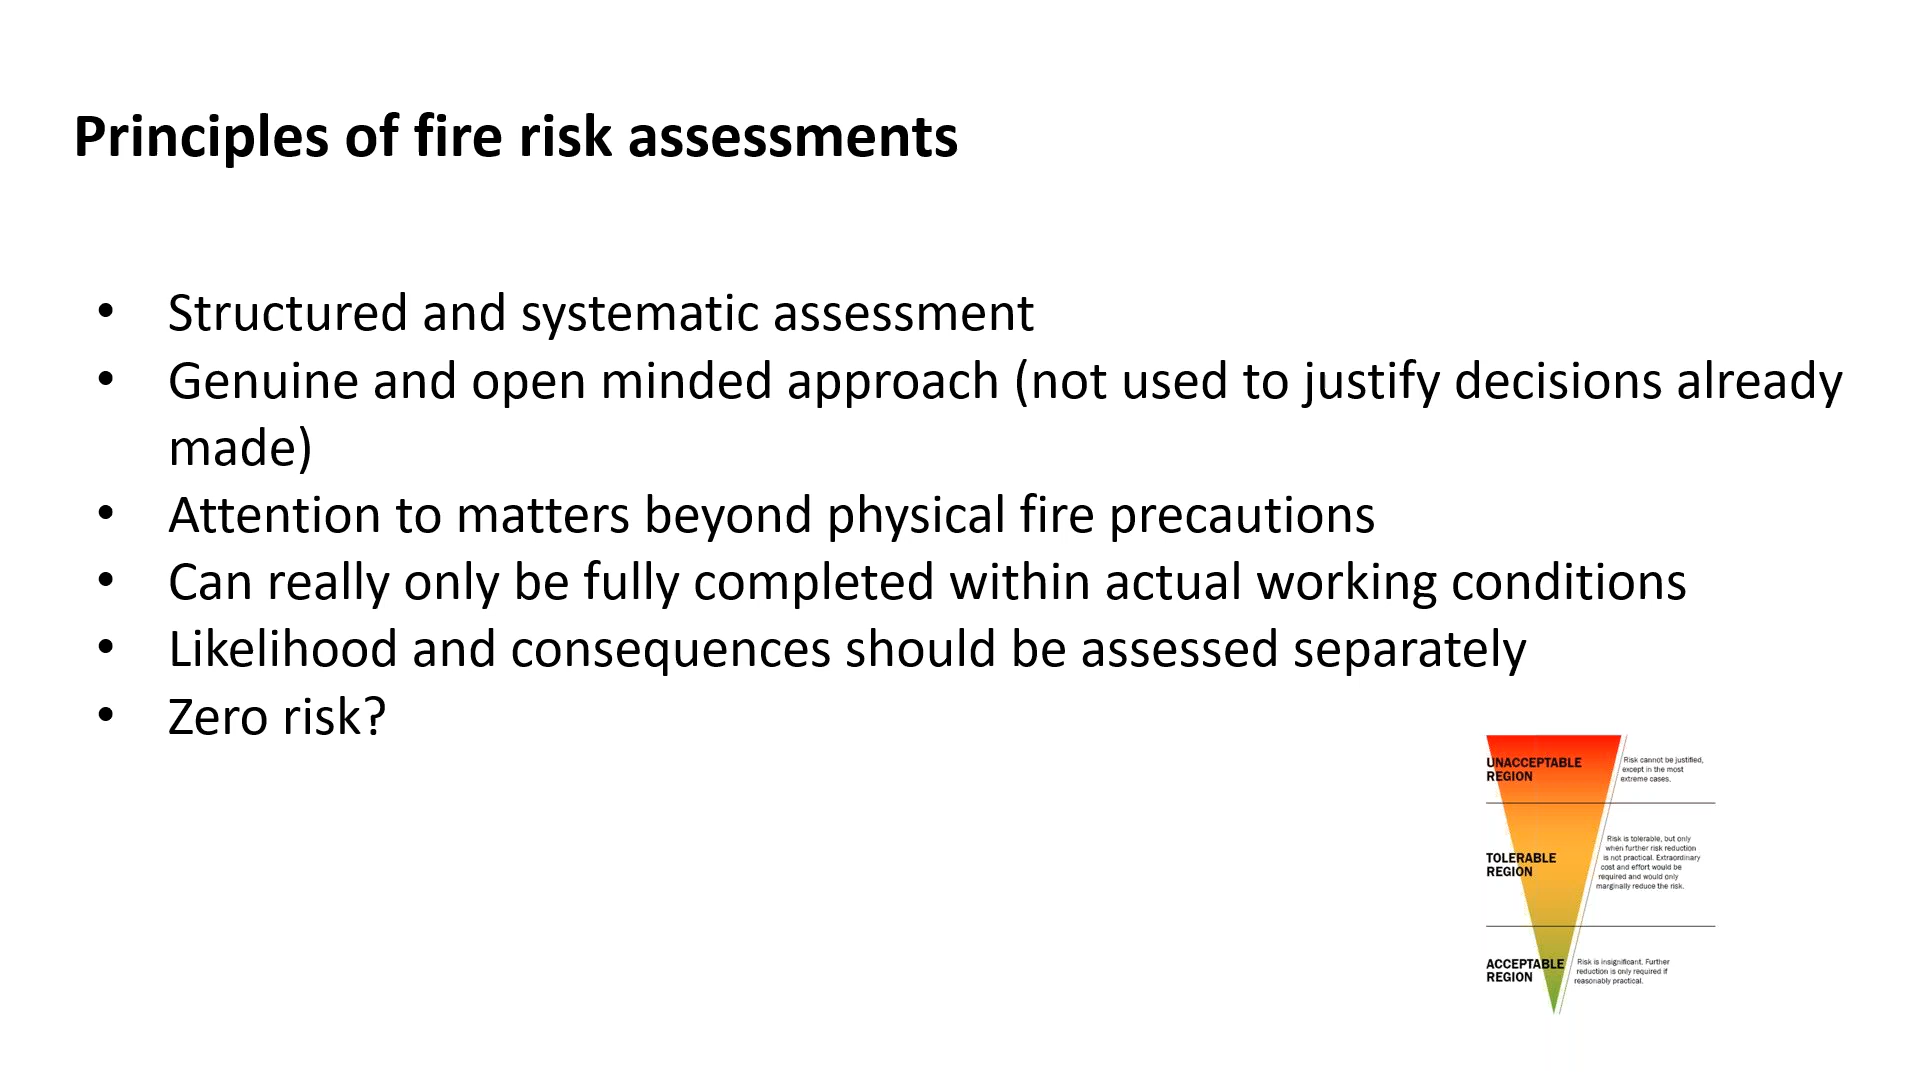 Principles of fire risk assessments
• Structured and systematic assessment
• Genuine and open minded approach (not used to justify decisions already
made)
• Attention to matters beyond physical fire precautions
• Can really only be fully completed within actual working conditions
• Likelihood and consequences should be assessed separately
• Zero risk?
UNACCEPTABLE
REGION
Risk cannot be justified,
except in the most
extreme cases.
TOLERABLE
REGION
Risk is tolerable, but only
when further risk reduction
is not practical. Extraordinary
cost and effort would be
required and would only
marginally reduce the risk.
ACCEPTABLE
REGION
Risk is insignificant. Further
reduction is only required if
reasonably practical.